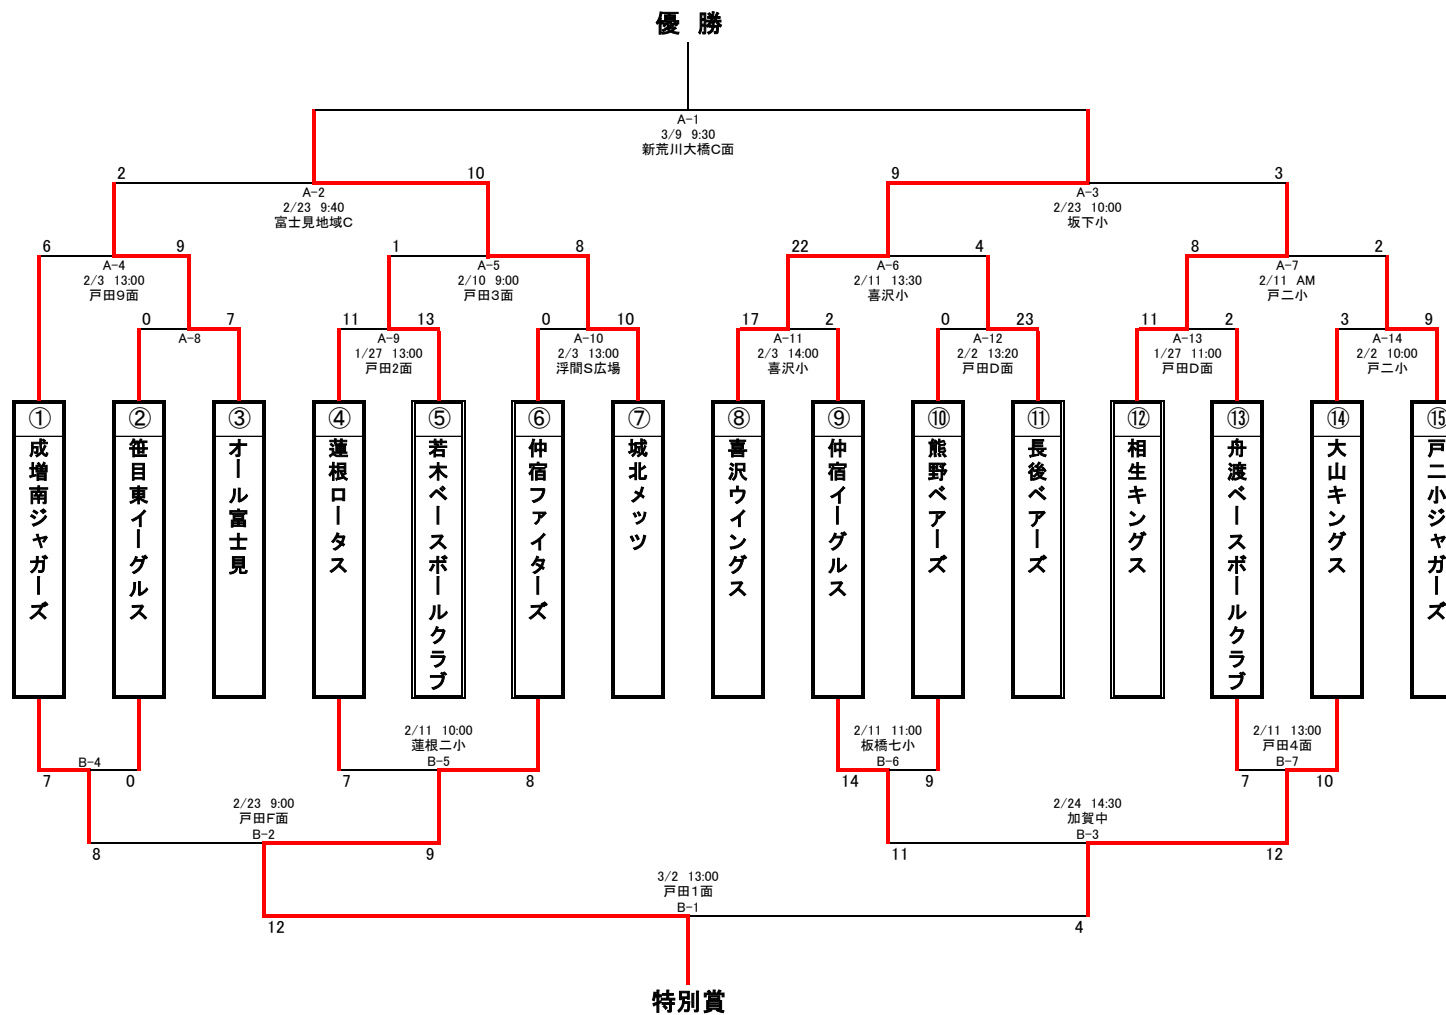 優 勝
A-1
3/9 9:30
新荒川大橋C面
2 10 9 3
A-2
2/23 9:40
富士見地域C
A-3
2/23 10:00
坂下小
6 9 1 8 22 4 8 2
A-4
2/3 13:00
戸田9面
A-5
2/10 9:00
戸田3面
A-6
2/11 13:30
喜沢小
A-7
2/11 AM
戸二小
0 7 11 13 0 10 17 2 0 23 11 2 3 9
A-8
A-9
1/27 13:00
戸田2面
A-10
2/3 13:00
浮間S広場
A-11
2/3 14:00
喜沢小
A-12
2/2 13:20
戸田D面
A-13
1/27 11:00
戸田D面
A-14
2/2 10:00
戸二小
① 成増南ジャガーズ
② 笹目東イーグルス
③ オール富士見
④ 蓮根ロータス
⑤ 若木ベースボールクラブ
⑥ 仲宿ファイターズ
⑦ 城北メッツ
⑧ 喜沢ウイングス
⑨ 仲宿イーグルス
⑩ 熊野ベアーズ
⑪ 長後ベアーズ
⑫ 相生キングス
⑬ 舟渡ベースボールクラブ
⑭ 大山キングス
⑮ 戸二小ジャガーズ
B-4
7 0
2/11 10:00
蓮根二小
B-5
7 8
2/11 11:00
板橋七小
B-6
14 9
2/11 13:00
戸田4面
B-7
7 10
2/23 9:00
戸田F面
B-2
8 9
2/24 14:30
加賀中
B-3
11 12
3/2 13:00
戸田1面
B-1
12 4
特別賞